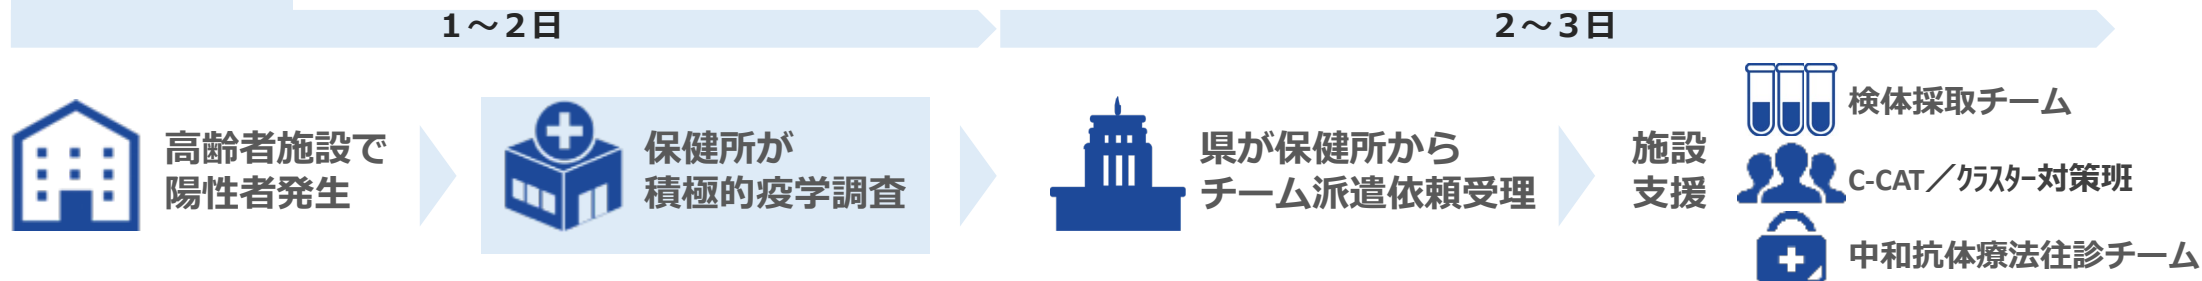 １～２日
２～３日
高齢者施設で
陽性者発生
保健所が
積極的疫学調査
県が保健所から
チーム派遣依頼受理
施設
支援
検体採取チーム
C-CAT／ｸﾗｽﾀｰ対策班
中和抗体療法往診チーム